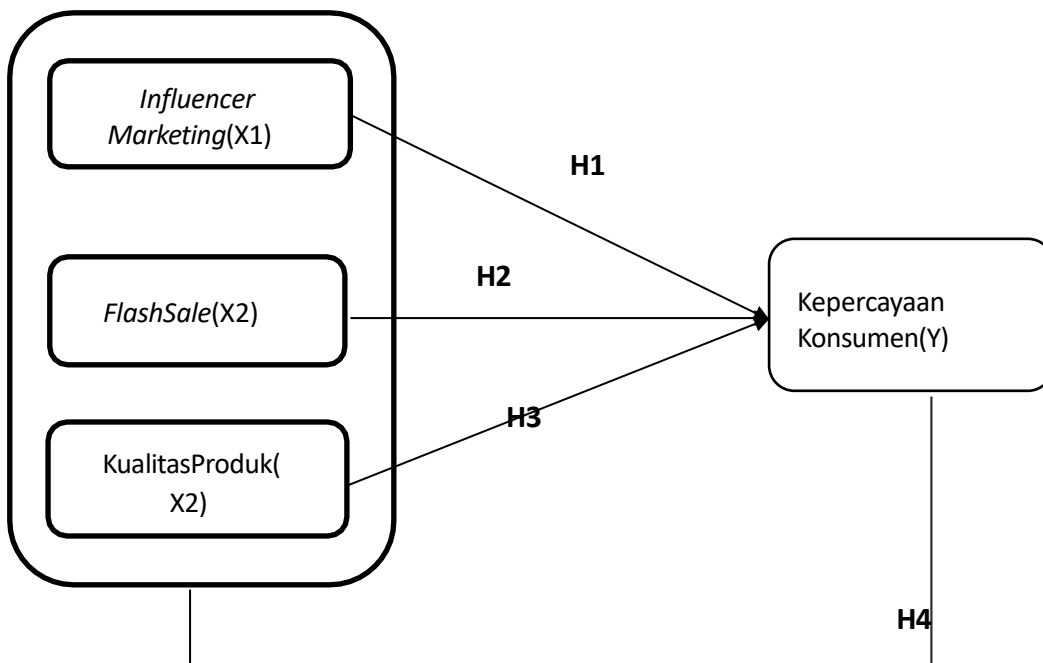 Influencer
Marketing(X1)
H1
FlashSale(X2)
H2
Kepercayaan
Konsumen(Y)
H3
KualitasProduk(
X2)
H4